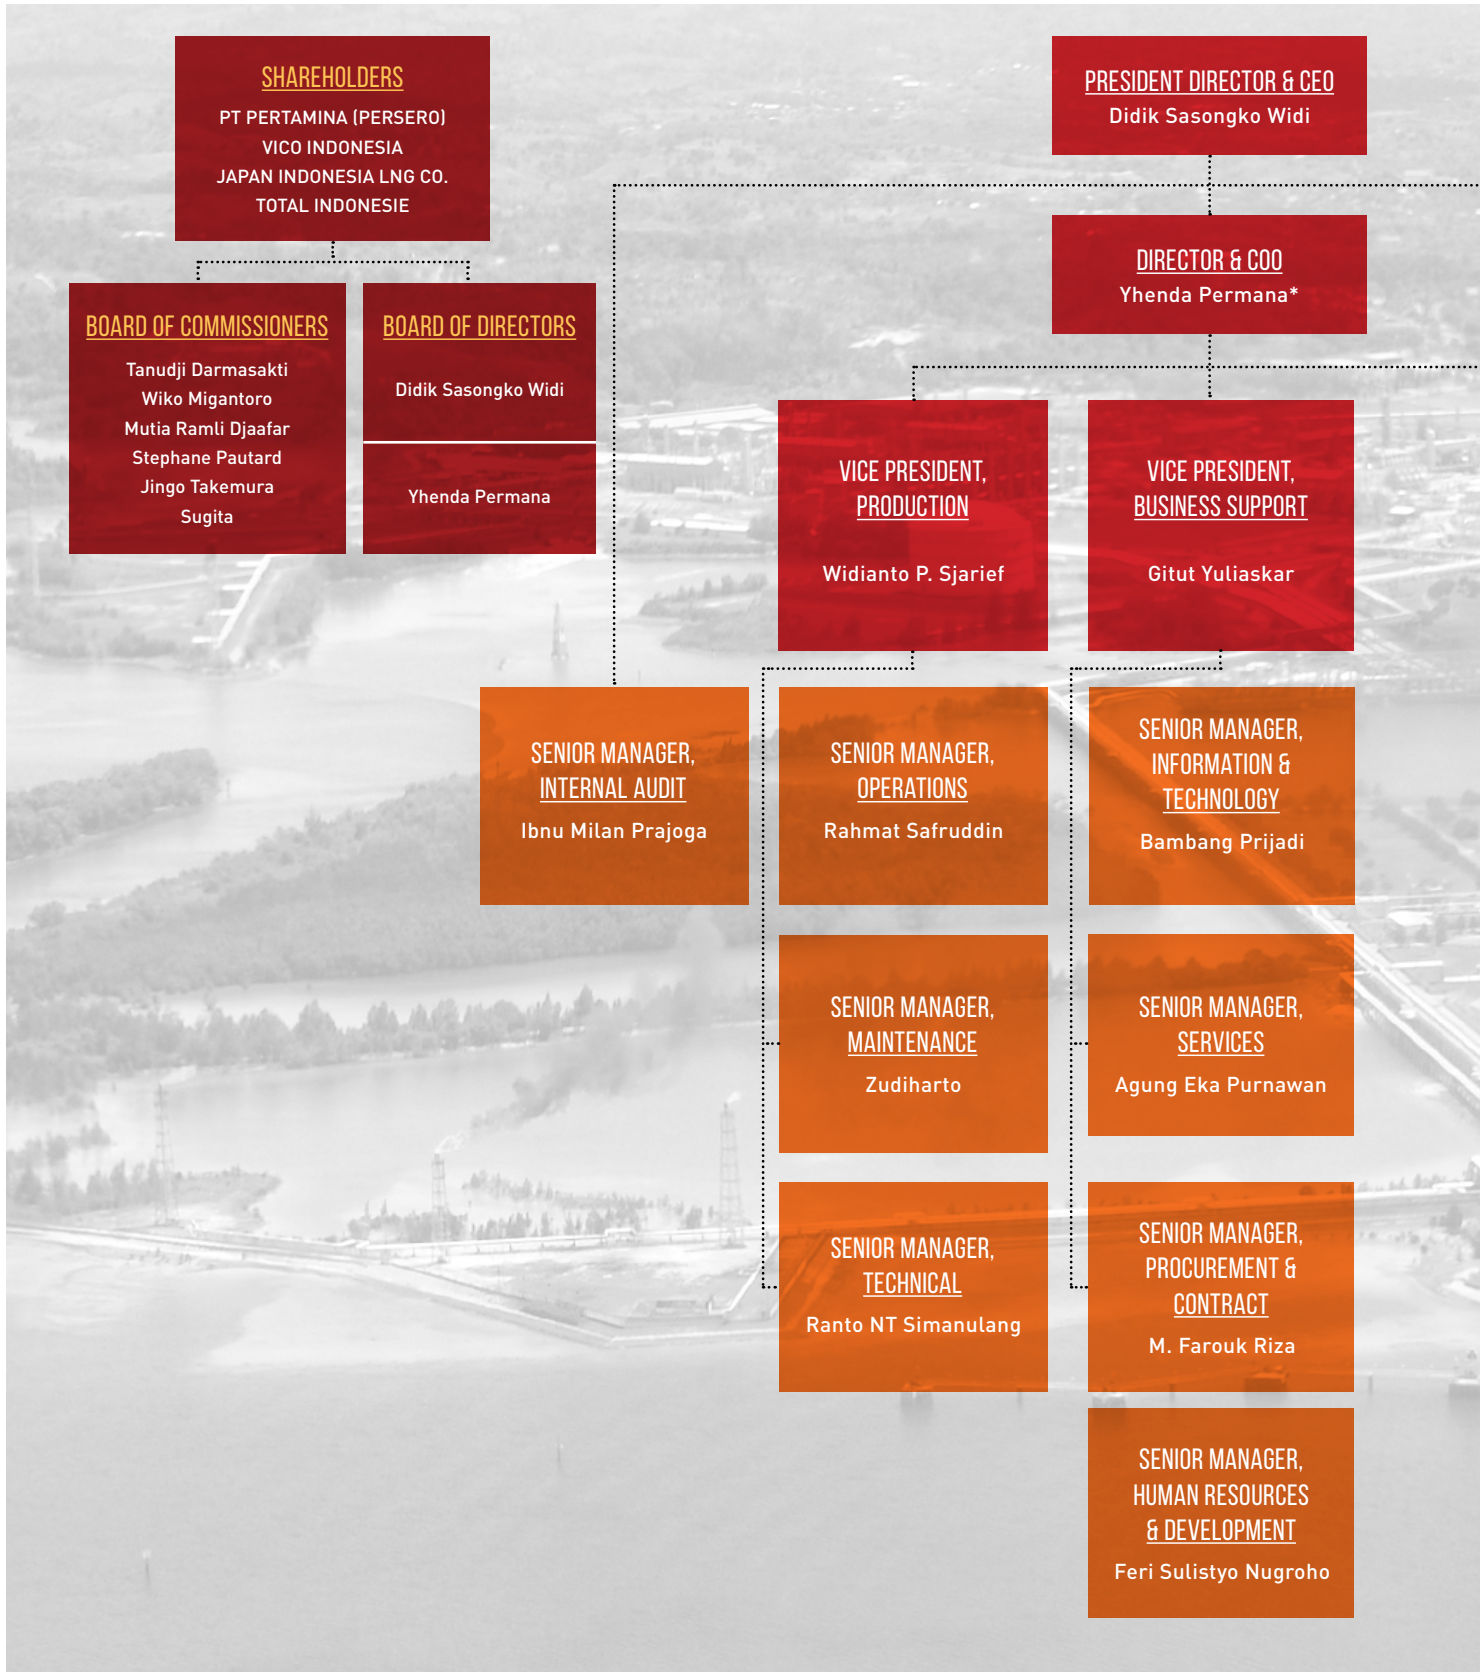 SHAREHOLDERS
PT PERTAMINA (PERSERO)
VICO INDONESIA
JAPAN INDONESIA LNG CO.
TOTAL INDONESIE
BOARD OF COMMISSIONERS
Tanudji Darmasakti
Wiko Migantoro
Mutia Ramli Djaafar
Stephane Pautard
Jingo Takemura
Sugita
BOARD OF DIRECTORS
Didik Sasongko Widi
Yhenda Permana
PRESIDENT DIRECTOR & CEO
Didik Sasongko Widi
DIRECTOR & COO
Yhenda Permana*
VICE PRESIDENT,
PRODUCTION
Widianto P. Sjarief
VICE PRESIDENT,
BUSINESS SUPPORT
Gitut Yuliaskar
SENIOR MANAGER,
INTERNAL AUDIT
Ibnu Milan Prajoga
SENIOR MANAGER,
OPERATIONS
Rahmat Safruddin
SENIOR MANAGER,
INFORMATION &
TECHNOLOGY
Bambang Prijadi
SENIOR MANAGER,
MAINTENANCE
Zudiharto
SENIOR MANAGER,
SERVICES
Agung Eka Purnawan
SENIOR MANAGER,
TECHNICAL
Ranto NT Simanulang
SENIOR MANAGER,
PROCUREMENT &
CONTRACT
M. Farouk Riza
SENIOR MANAGER,
HUMAN RESOURCES
& DEVELOPMENT
Feri Sulistyo Nugroho